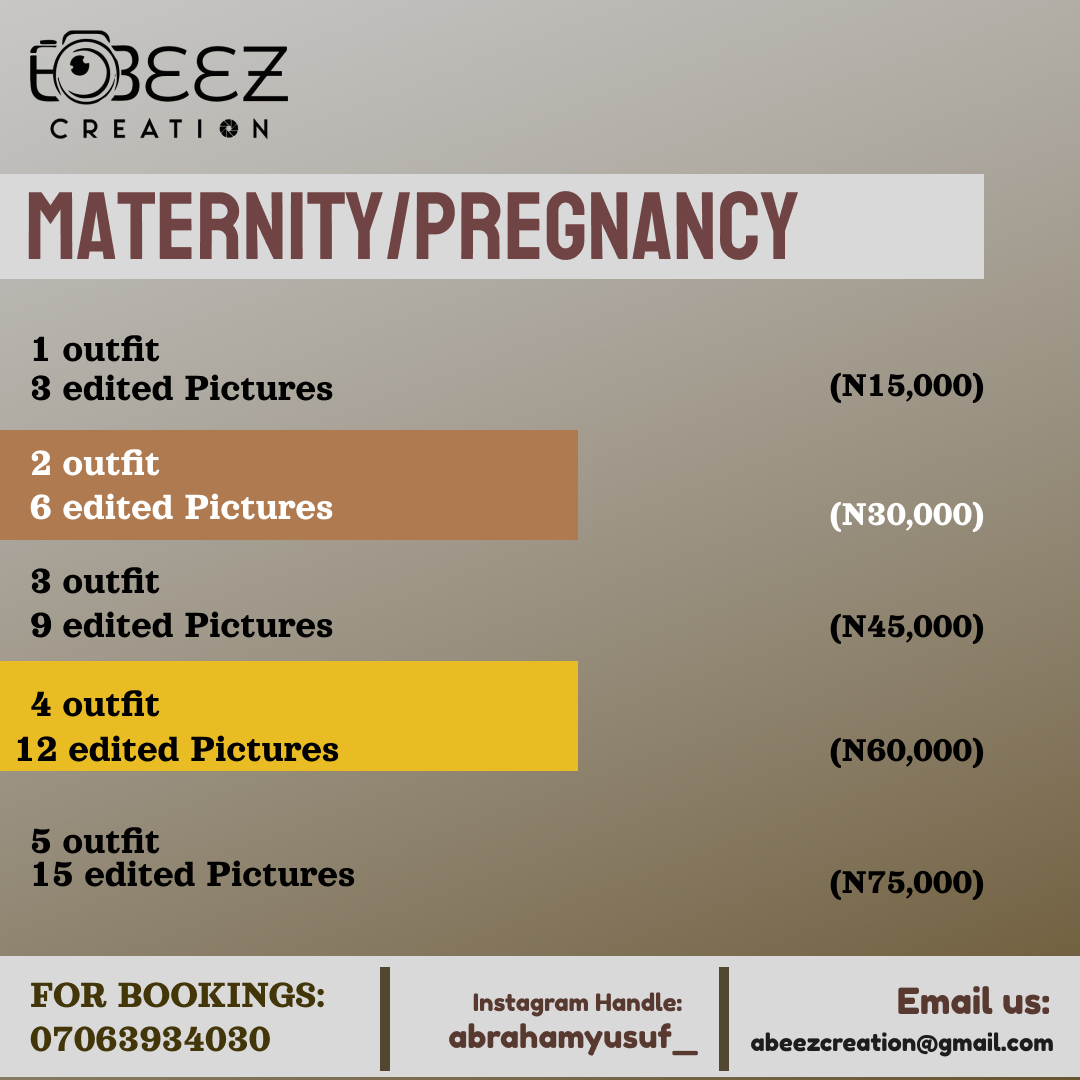 EOBEEZ
CREATION
MATERNITY/PREGNANCY
1 outfit
3 edited Pictures
(N15,000)
2 outfit
6 edited Pictures
(N30,000)
3 outfit
9 edited Pictures
(N45,000)
4 outfit
12 edited Pictures
(N60,000)
5 outfit
15 edited Pictures
(N75,000)
FOR BOOKINGS:
07063934030
Instagram Handle:
abrahamyusuf_
Email us:
abeezcreation@gmail.com